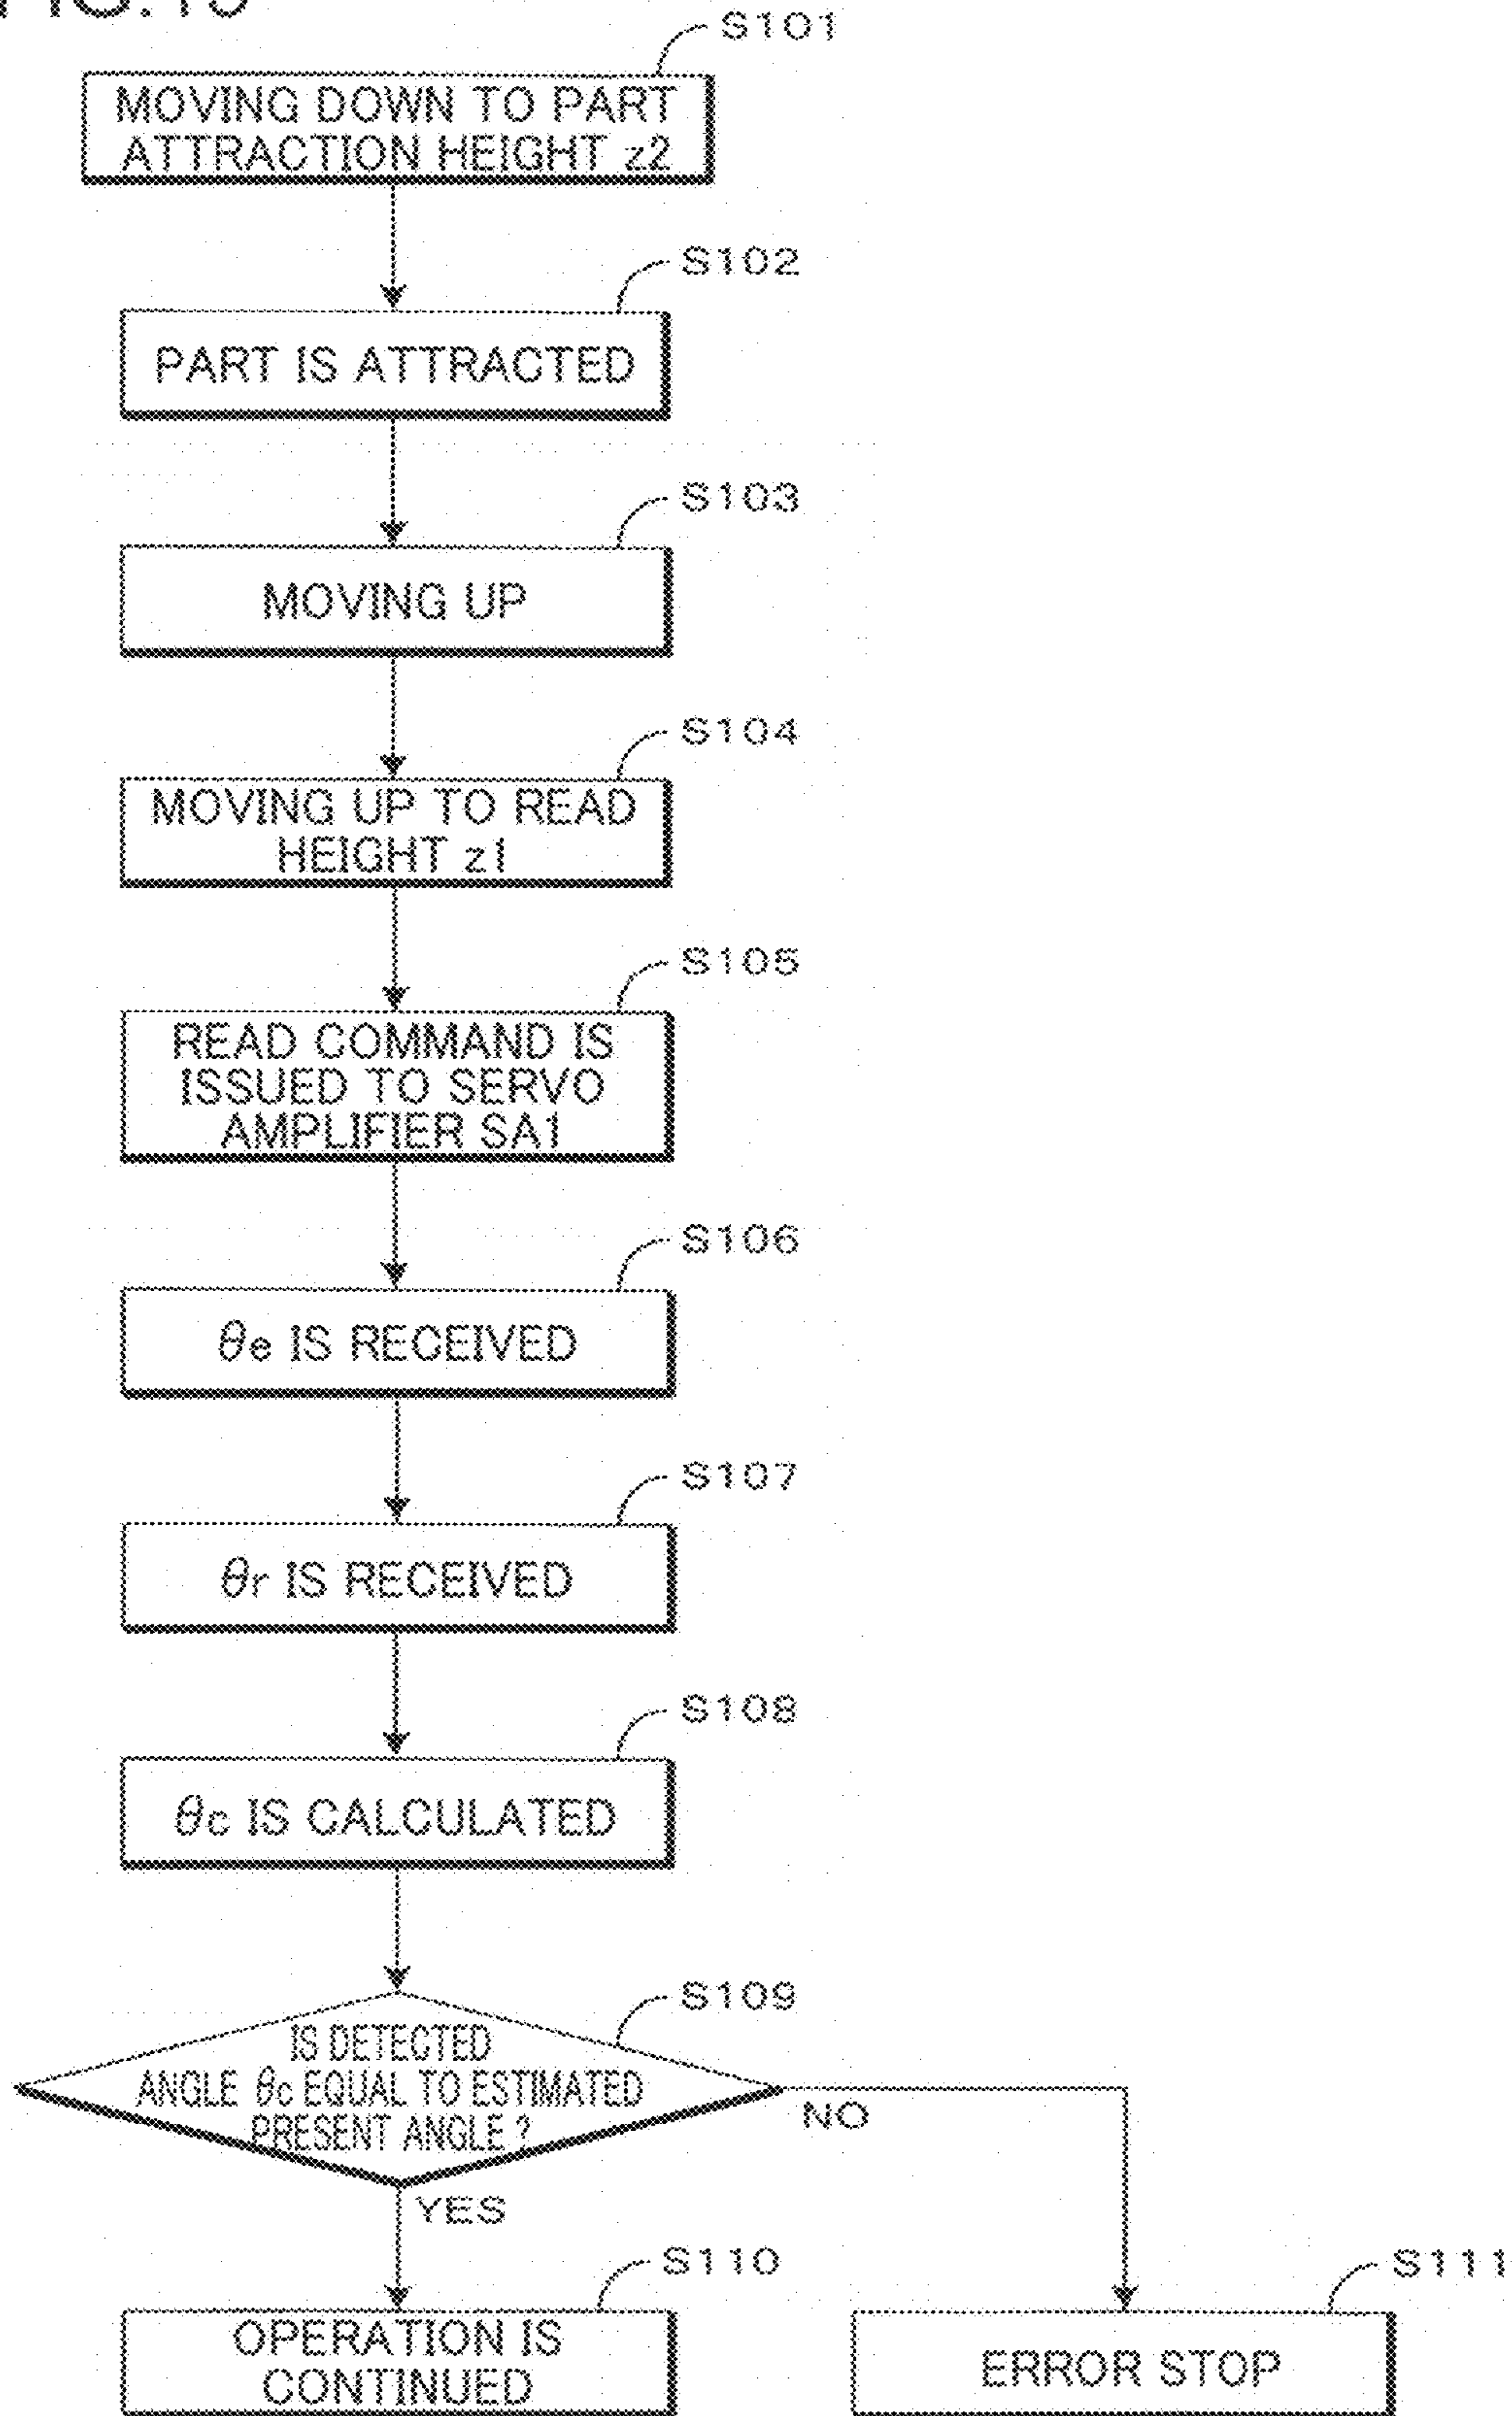 S101
MOVING DOWN TO PART
ATTRACTION HEIGHT z2
S102
PART IS ATTRACTED
S103
MOVING UP
S104
MOVING UP TO READ
HEIGHT z1
S105
READ COMMAND IS
ISSUED TO SERVO
AMPLIFIER SA1
S106
θe IS RECEIVED
S107
θr IS RECEIVED
S108
θc IS CALCULATED
S109
IS DETECTED
ANGLE θc EQUAL TO ESTIMATED
PRESENT ANGLE ?
NO
YES
S110
OPERATION IS
CONTINUED
S111
ERROR STOP